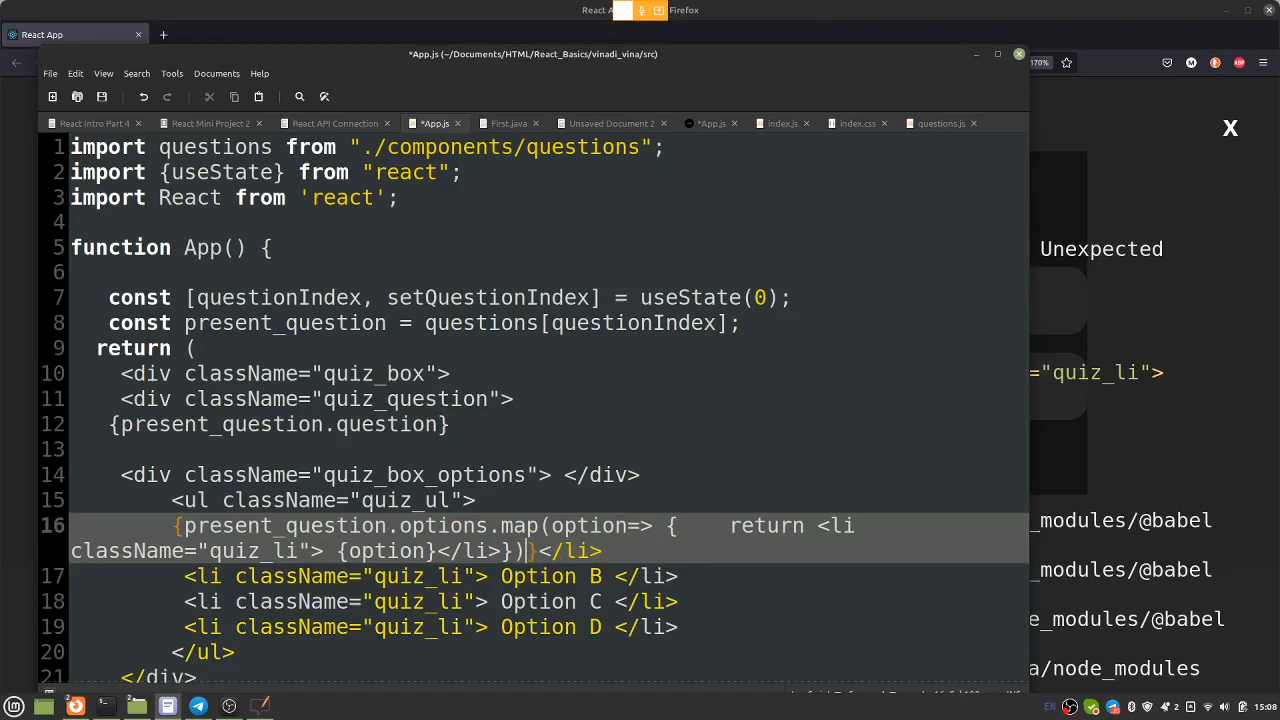 React A
Firefox
React App
*App.js (~/Documents/HTML/React_Basics/vinadi_vina/src)
170%
M
ABP
File Edit View Search Tools Documents Help
React Intro Part 4
React Mini Project 2
React API Connection
*App.js
First.java
Unsaved Document 2
*App.js
index.js
index.css
questions.js
X
1 import questions from "./components/questions";
2 import {useState} from "react";
3 import React from 'react';
4
5 function App() {
6
7 const [questionIndex, setQuestionIndex] = useState(0);
8 const present_question = questions[questionIndex];
9 return (
10 <div className="quiz_box">
11 <div className="quiz_question">
12 {present_question.question}
13
14 <div className="quiz_box_options"> </div>
15 <ul className="quiz_ul">
16 {present_question.options.map(option=> { return <li
className="quiz_li"> {option}</li>})}</li>
17 <li className="quiz_li"> Option B </li>
18 <li className="quiz_li"> Option C </li>
19 <li className="quiz_li"> Option D </li>
20 </ul>
21 </div>
Unexpected
="quiz_li">
_modules/@babel
_modules/@babel
e_modules/@babel
a/node_modules
2
2
EN
2
15:08